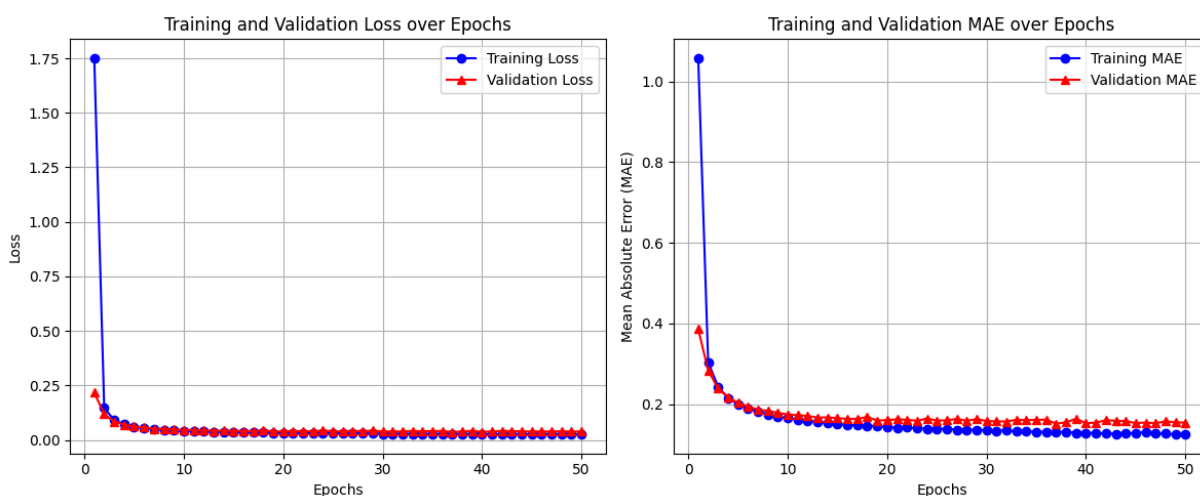 Training and Validation Loss over Epochs
1.75
1.50
1.25
1.00
0.75
0.50
0.25
0.00
Loss
0
10
20
30
40
50
Epochs
Training Loss
Validation Loss
Training and Validation MAE over Epochs
1.0
0.8
0.6
0.4
0.2
Mean Absolute Error (MAE)
0
10
20
30
40
50
Epochs
Training MAE
Validation MAE